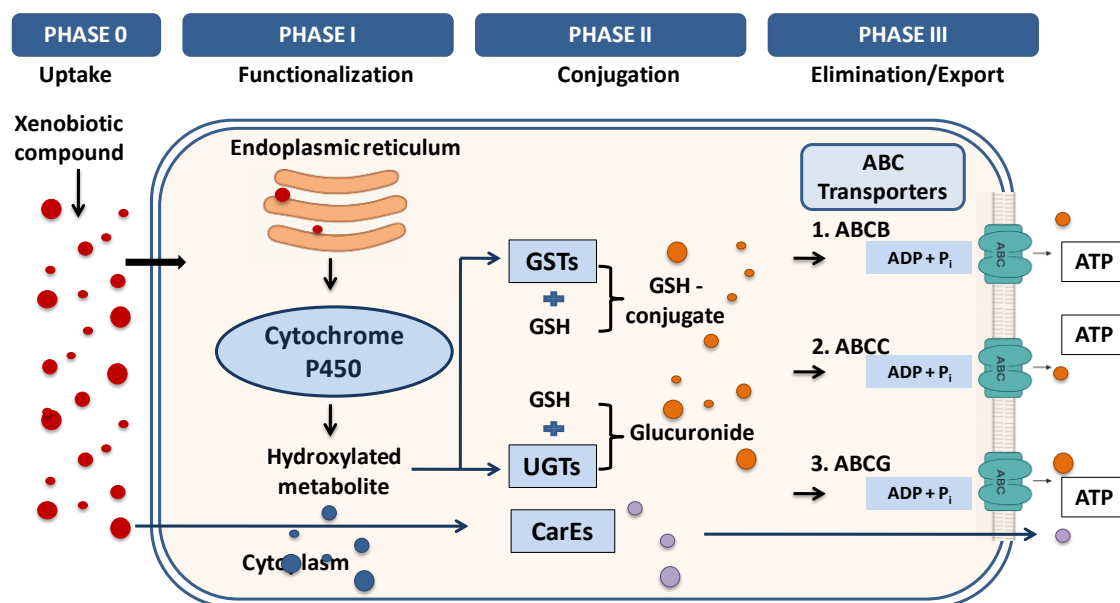 PHASE 0
PHASE I
PHASE II
PHASE III
Uptake
Functionalization
Conjugation
Elimination/Export
Xenobiotic
compound
Endoplasmic reticulum
Cytochrome
P450
Hydroxylated
metabolite
Cytoplasm
GSTs
GSH
GSH -
conjugate
GSH
UGTs
Glucuronide
CarEs
ABC
Transporters
1. ABCB
ADP + Pi
ABC
ATP
2. ABCC
ADP + Pi
ABC
ATP
3. ABCG
ADP + Pi
ABC
ATP